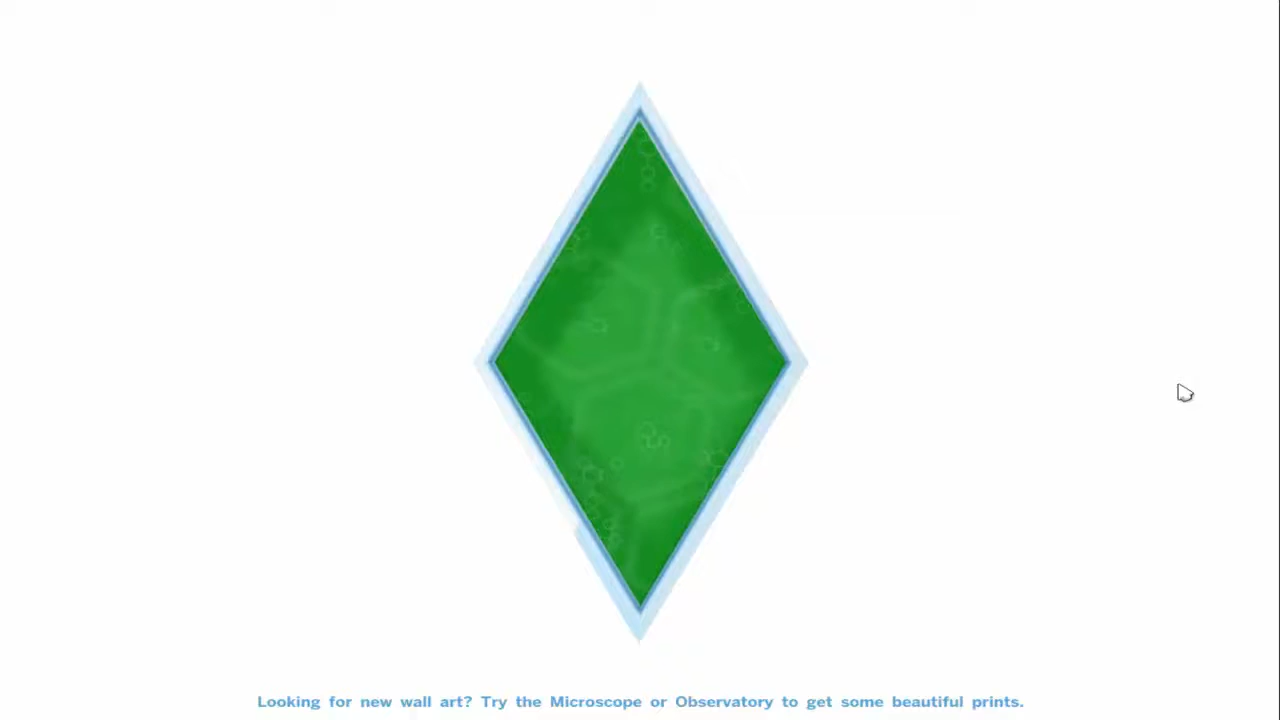 Looking for new wall art? Try the Microscope or Observatory to get some beautiful prints.